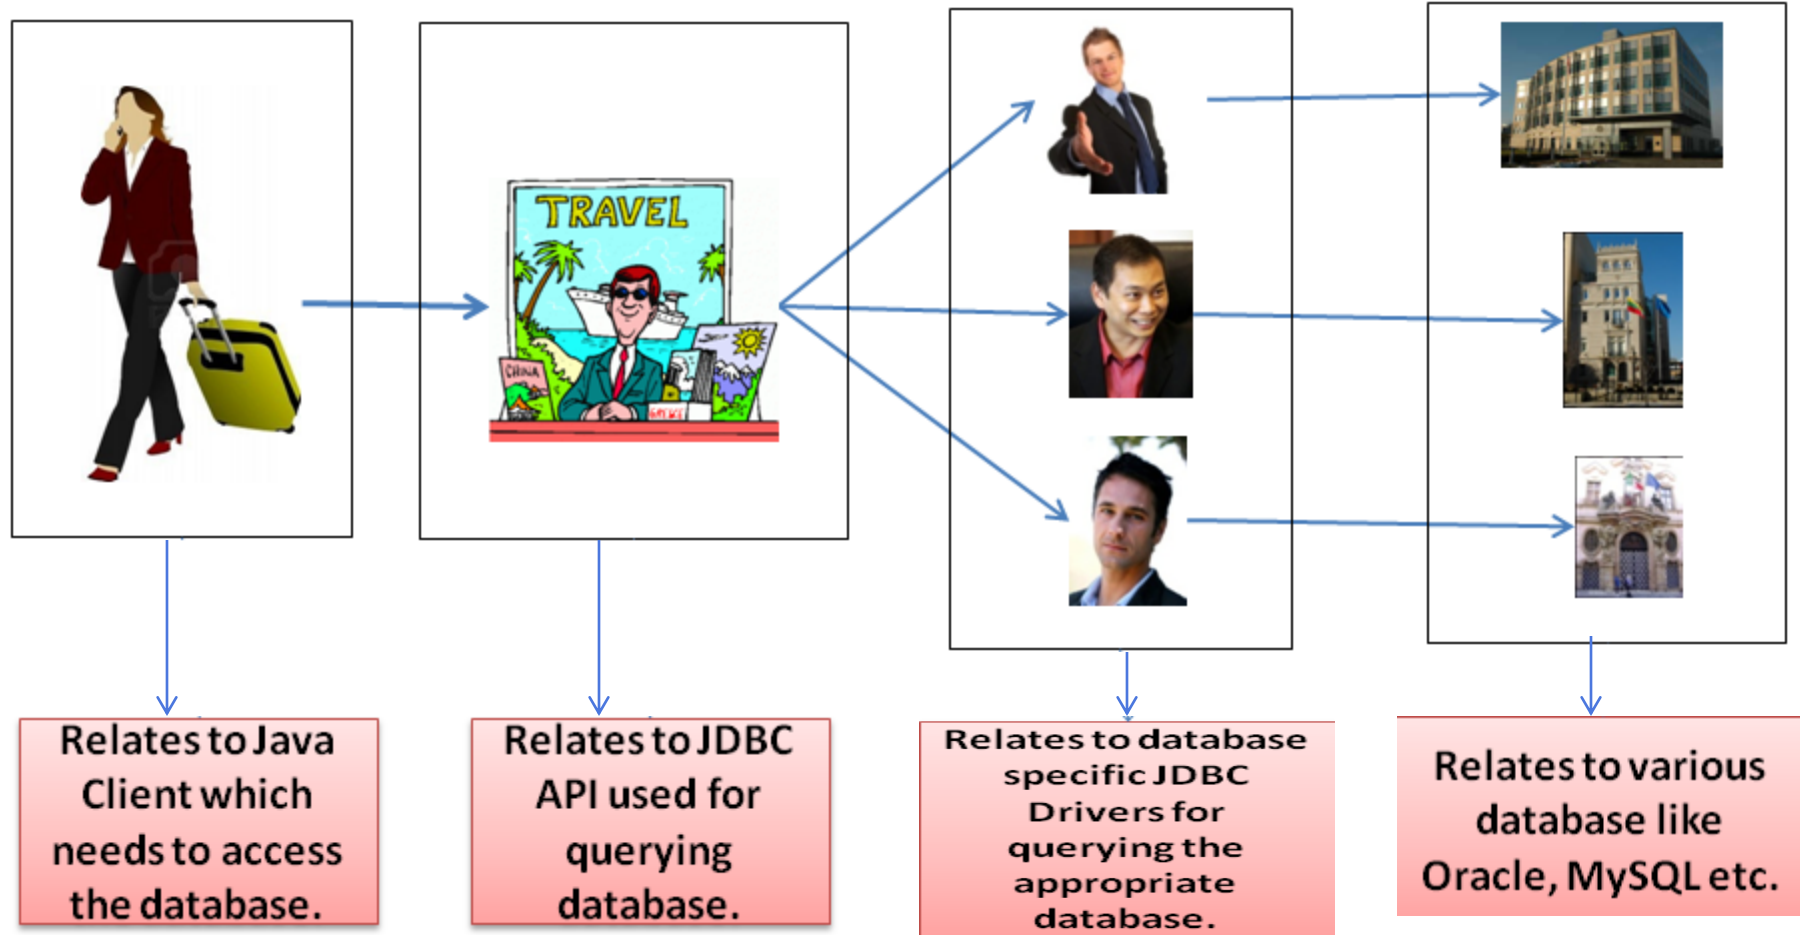 TRAVEL
CHINA
GREECE
Relates to Java
Client which
needs to access
the database.
Relates to JDBC
API used for
querying
database.
Relates to database
specific JDBC
Drivers for
querying the
appropriate
database.
Relates to various
database like
Oracle, MySQL etc.